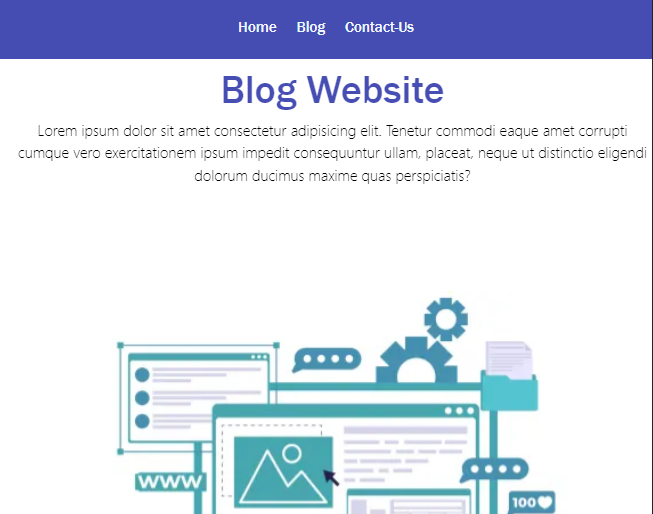 Home Blog Contact-Us
Blog Website
Lorem ipsum dolor sit amet consectetur adipisicing elit. Tenetur commodi eaque amet corrupti
cumque vero exercitationem ipsum impedit consequuntur ullam, placeat, neque ut distinctio eligendi
dolorum ducimus maxime quas perspiciatis?
WWW
100